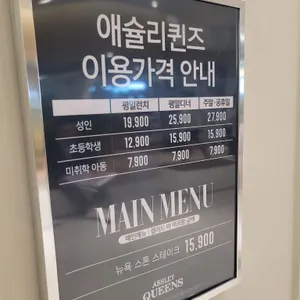 애슐리퀸즈
이용가격 안내
평일런치 평일디너 주말·공휴일
성인 19,900 25,900 27,900
초등학생 12,900 15,900 15,900
미취학 아동 7,900 7,900 7,900
MAIN MENU
뉴욕 스톤 스테이크 15,900
ASHLEY
QUEENS